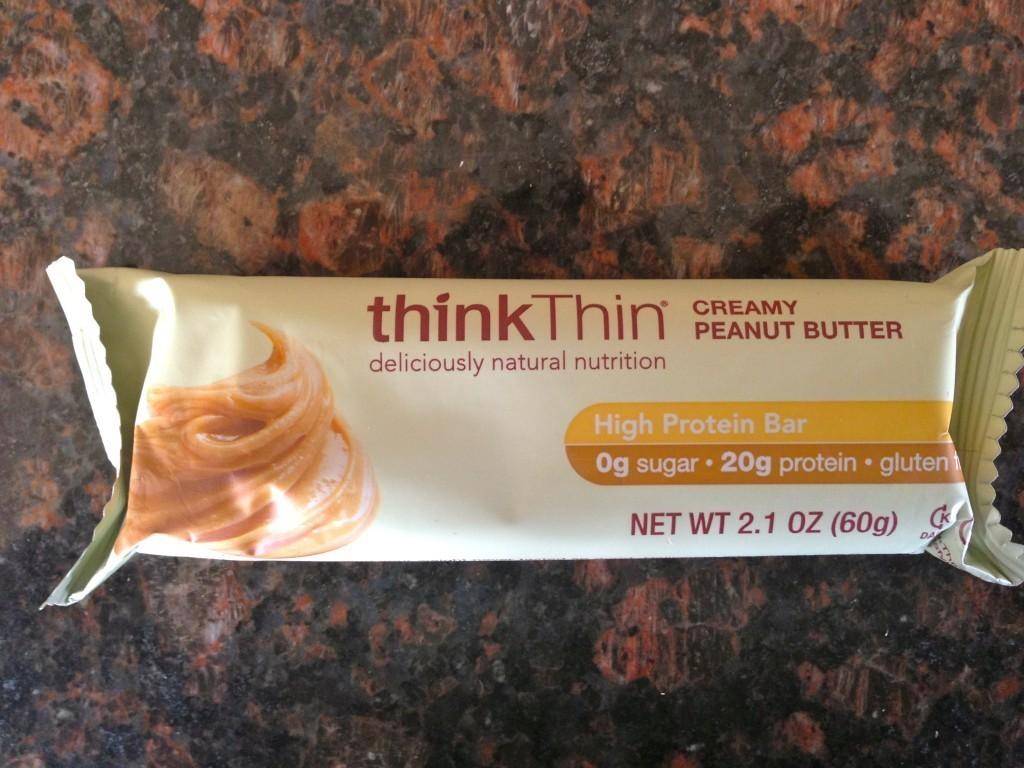 thinkThin®
deliciously natural nutrition
CREAMY
PEANUT BUTTER
High Protein Bar
0g sugar • 20g protein • gluten
NET WT 2.1 OZ (60g)
K